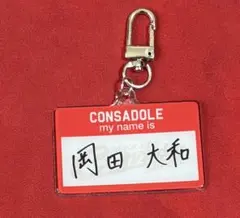 CONSADOLE
my name is
岡田 大和